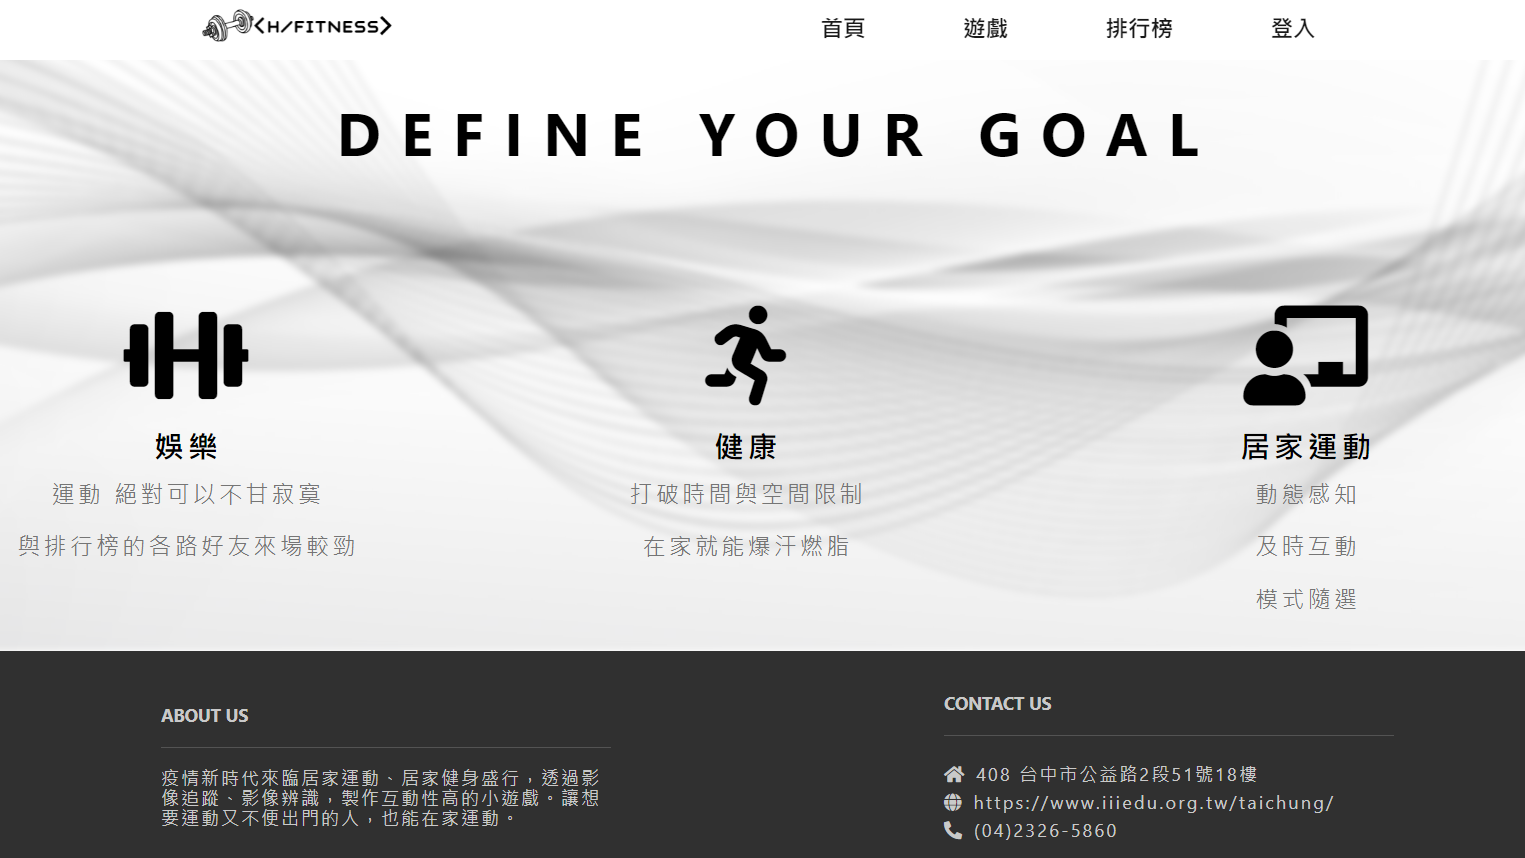 <H/FITNESS>
首頁 遊戲 排行榜 登入
DEFINE YOUR GOAL
娛樂
運動 絕對可以不甘寂寞
與排行榜的各路好友來場較勁
健康
打破時間與空間限制
在家就能爆汗燃脂
居家運動
動態感知
及時互動
模式隨選
ABOUT US
疫情新時代來臨居家運動、居家健身盛行，透過影
像追蹤、影像辨識，製作互動性高的小遊戲。讓想
要運動又不便出門的人，也能在家運動。
CONTACT US
408 台中市公益路2段51號18樓
https://www.iiiedu.org.tw/taichung/
(04)2326-5860